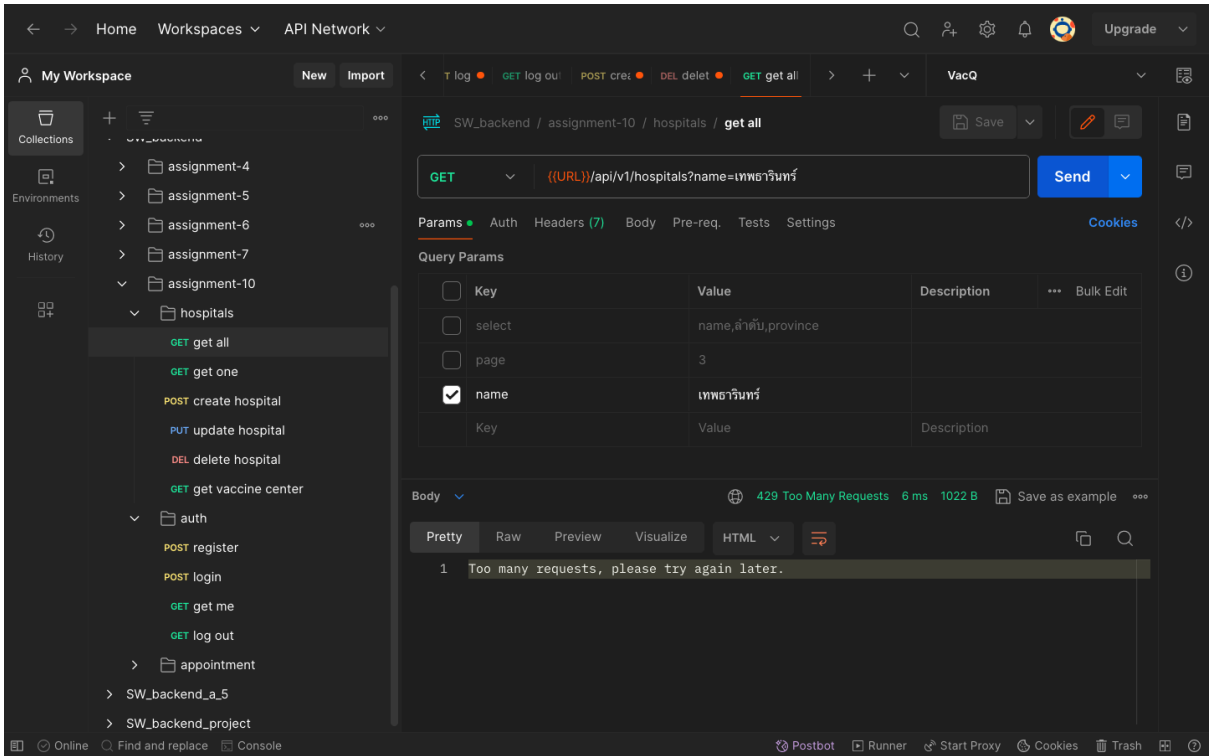 Home Workspaces API Network Upgrade
My Workspace New Import
T log GET log out POST crea DEL delet GET get all VacQ
Collections
Environments
History
SW_backend
assignment-4
assignment-5
assignment-6
assignment-7
assignment-10
hospitals
GET get all
GET get one
POST create hospital
PUT update hospital
DEL delete hospital
GET get vaccine center
auth
POST register
POST login
GET get me
GET log out
appointment
SW_backend_a_5
SW_backend_project
HTTP SW_backend / assignment-10 / hospitals / get all Save
GET {{URL}}/api/v1/hospitals?name=เทพธารินทร์ Send
Params Auth Headers (7) Body Pre-req. Tests Settings Cookies
Query Params
Key Value Description Bulk Edit
select name,ลำดับ,province
page 3
name เทพธารินทร์
Key Value Description
Body 429 Too Many Requests 6 ms 1022 B Save as example
Pretty Raw Preview Visualize HTML
1 Too many requests, please try again later.
Online Find and replace Console Postbot Runner Start Proxy Cookies Trash